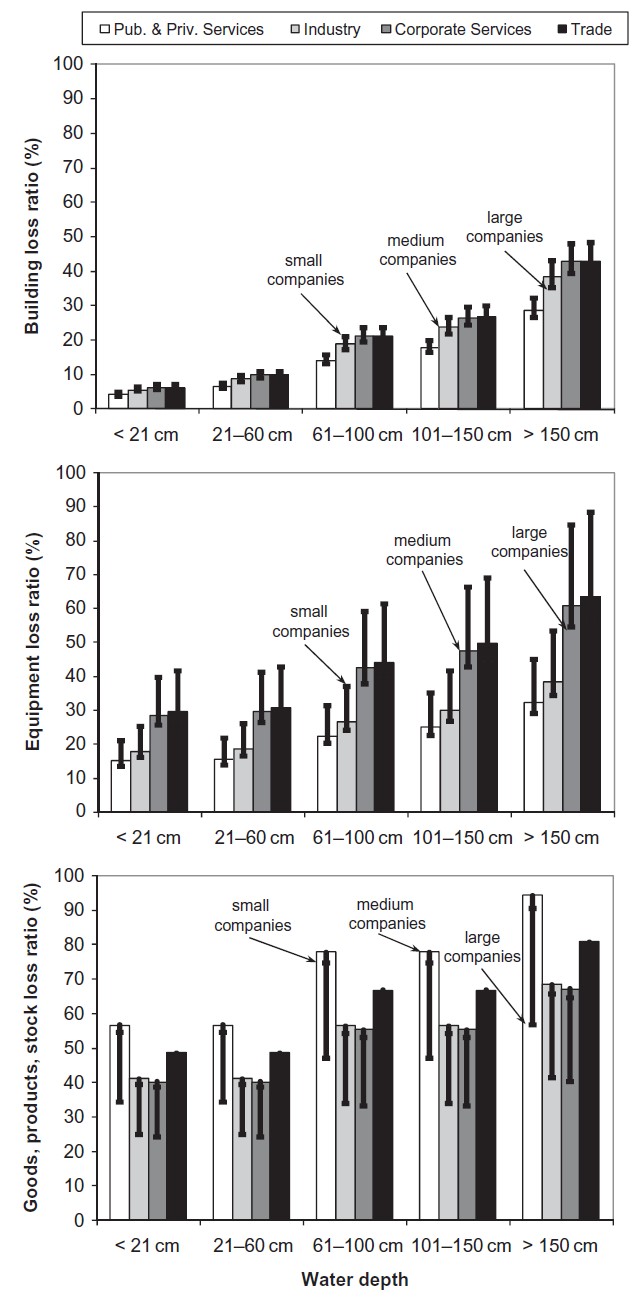 Pub. & Priv. Services Industry Corporate Services Trade
Building loss ratio (%)
100
90
80
70
60
50
40
30
20
10
0
small
companies
medium
companies
large
companies
< 21 cm 21–60 cm 61–100 cm 101–150 cm > 150 cm
Equipment loss ratio (%)
100
90
80
70
60
50
40
30
20
10
0
small
companies
medium
companies
large
companies
< 21 cm 21–60 cm 61–100 cm 101–150 cm > 150 cm
Goods, products, stock loss ratio (%)
100
90
80
70
60
50
40
30
20
10
0
small
companies
medium
companies
large
companies
< 21 cm 21–60 cm 61–100 cm 101–150 cm > 150 cm
Water depth